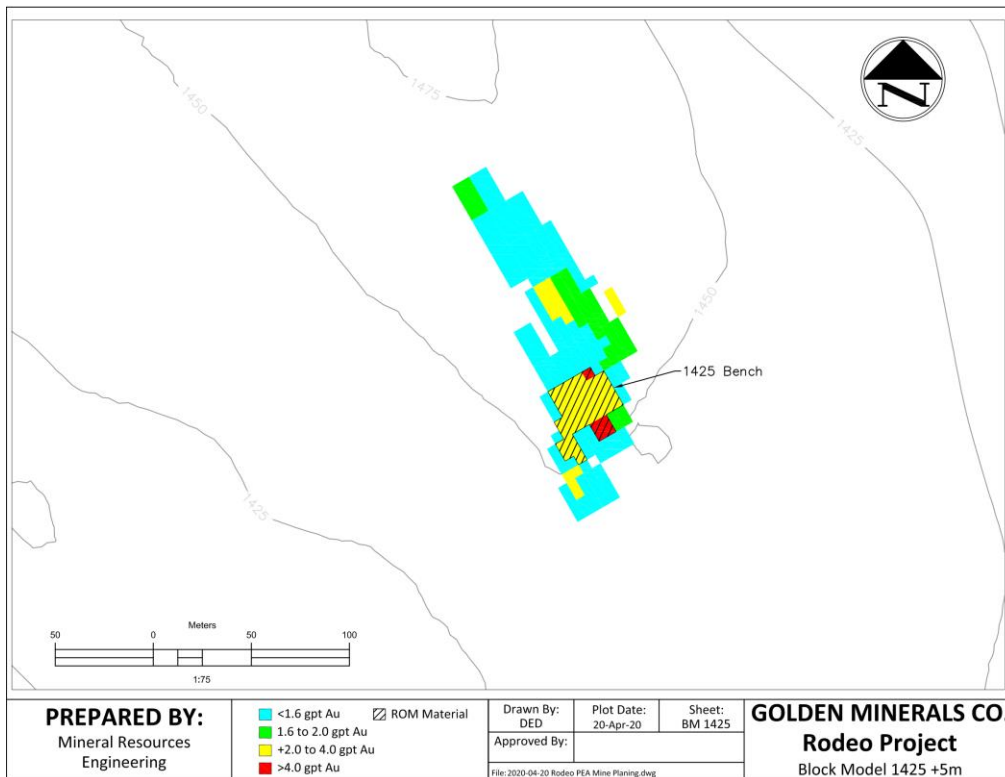 1475
1450
1425
N
1450
1425 Bench
1425
Meters
50 0 50 100
1:75
PREPARED BY:
Mineral Resources
Engineering
<1.6 gpt Au
1.6 to 2.0 gpt Au
+2.0 to 4.0 gpt Au
>4.0 gpt Au
ROM Material
Drawn By:
DED
Plot Date:
20-Apr-20
Sheet:
BM 1425
Approved By:
File: 2020-04-20 Rodeo PEA Mine Planing.dwg
GOLDEN MINERALS CO.
Rodeo Project
Block Model 1425 +5m